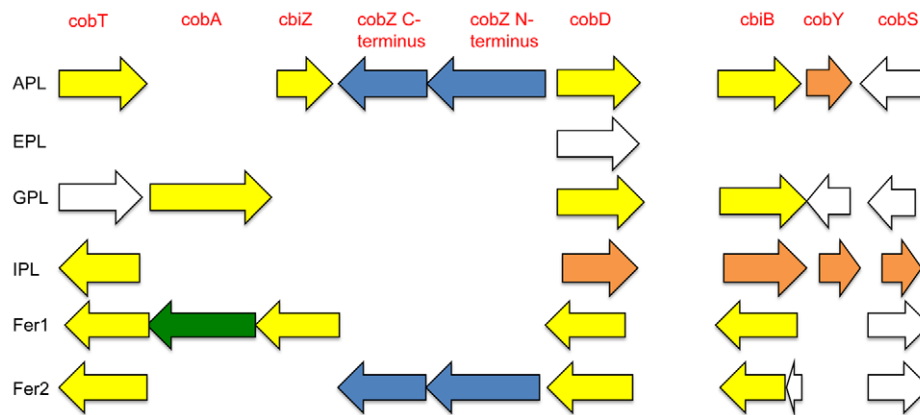 cobT cobA cbiZ cobZ C-terminus cobZ N-terminus cobD cbiB cobY cobS
APL
EPL
GPL
IPL
Fer1
Fer2